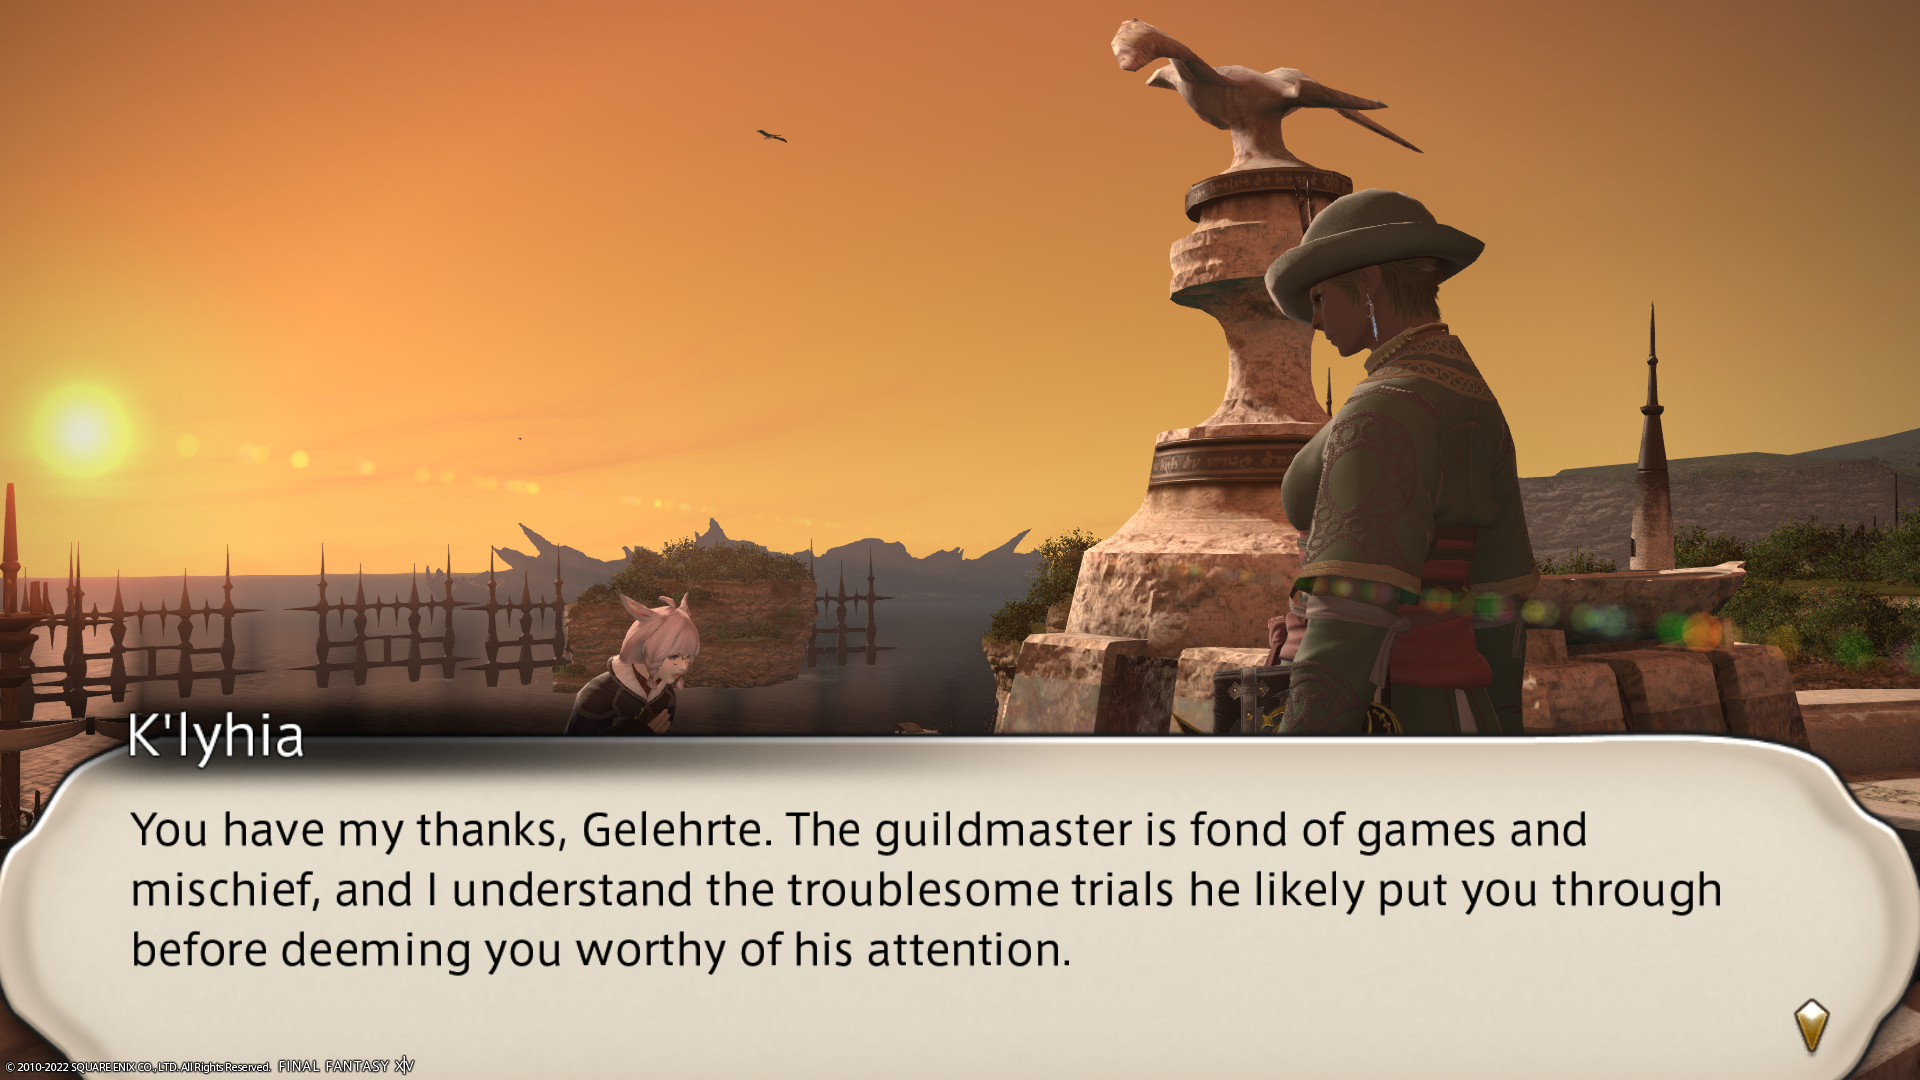 K'lyhia
You have my thanks, Gelehrte. The guildmaster is fond of games and
mischief, and I understand the troublesome trials he likely put you through
before deeming you worthy of his attention.
© 2010-2022 SQUARE ENIX CO., LTD. All Rights Reserved. FINAL FANTASY XIV